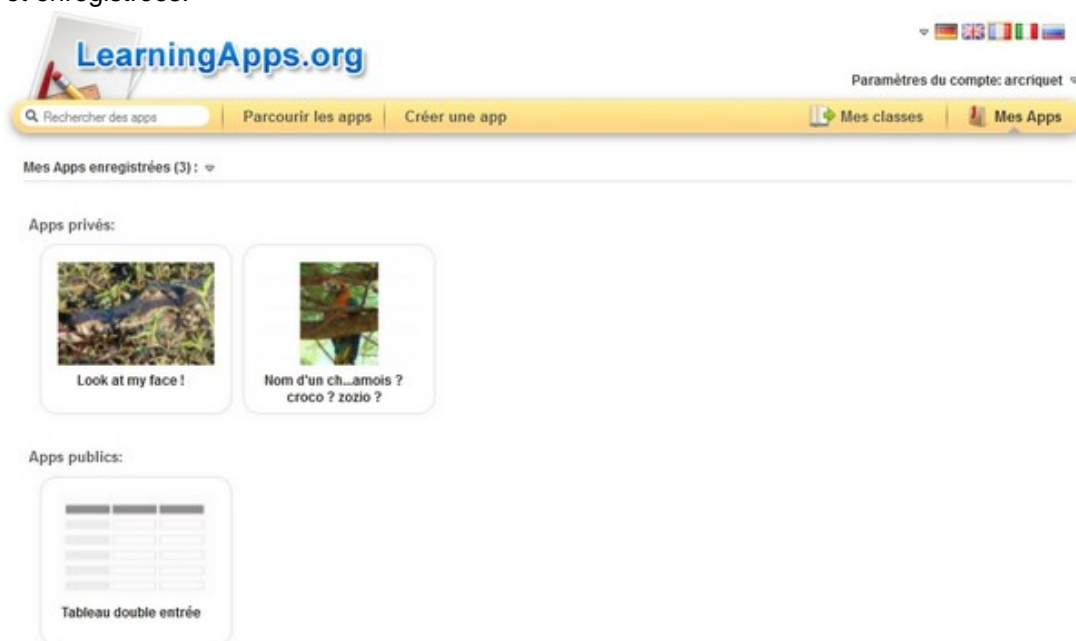 et enregistrées.
LearningApps.org
Paramètres du compte: arcriquet
Rechercher des apps
Parcourir les apps
Créer une app
Mes classes
Mes Apps
Mes Apps enregistrées (3) :
Apps privés:
Look at my face !
Nom d'un ch...amois ?
croco ? zozio ?
Apps publics:
Tableau double entrée